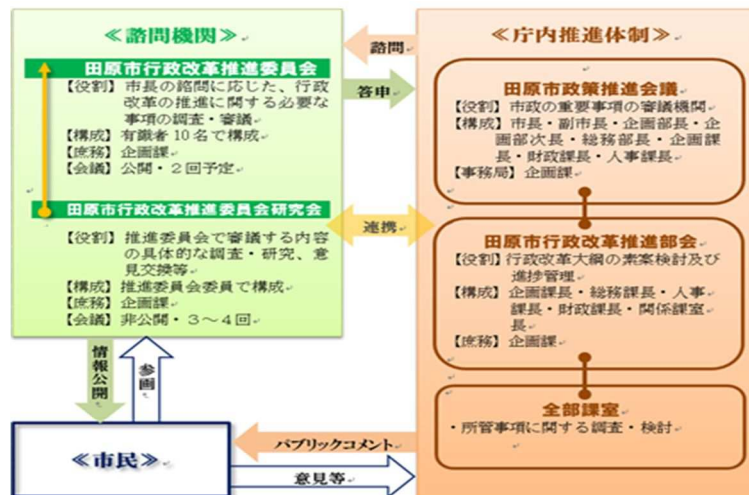 ≪諮問機関≫
田原市行政改革推進委員会
【役割】市長の諮問に応じた、行政
改革の推進に関する必要な
事項の調査・審議
【構成】有識者10名で構成
【庶務】企画課
【会議】公開・2回予定
田原市行政改革推進委員会研究会
【役割】推進委員会で審議する内容
の具体的な調査・研究、意
見交換等
【構成】推進委員会委員で構成
【庶務】企画課
【会議】非公開・3～4回
諮問
答申
連携
≪庁内推進体制≫
田原市政策推進会議
【役割】市政の重要事項の審議機関
【構成】市長・副市長・企画部長・企
画部次長・総務部長・企画課
長・財政課長・人事課長
【事務局】企画課
田原市行政改革推進部会
【役割】行政改革大綱の素案検討及び
進捗管理
【構成】企画課長・総務課長・人事
課長・財政課長・関係課室
長
【庶務】企画課
全部課室
・所管事項に関する調査・検討
情報公開
参画
≪市民≫
パブリックコメント
意見等